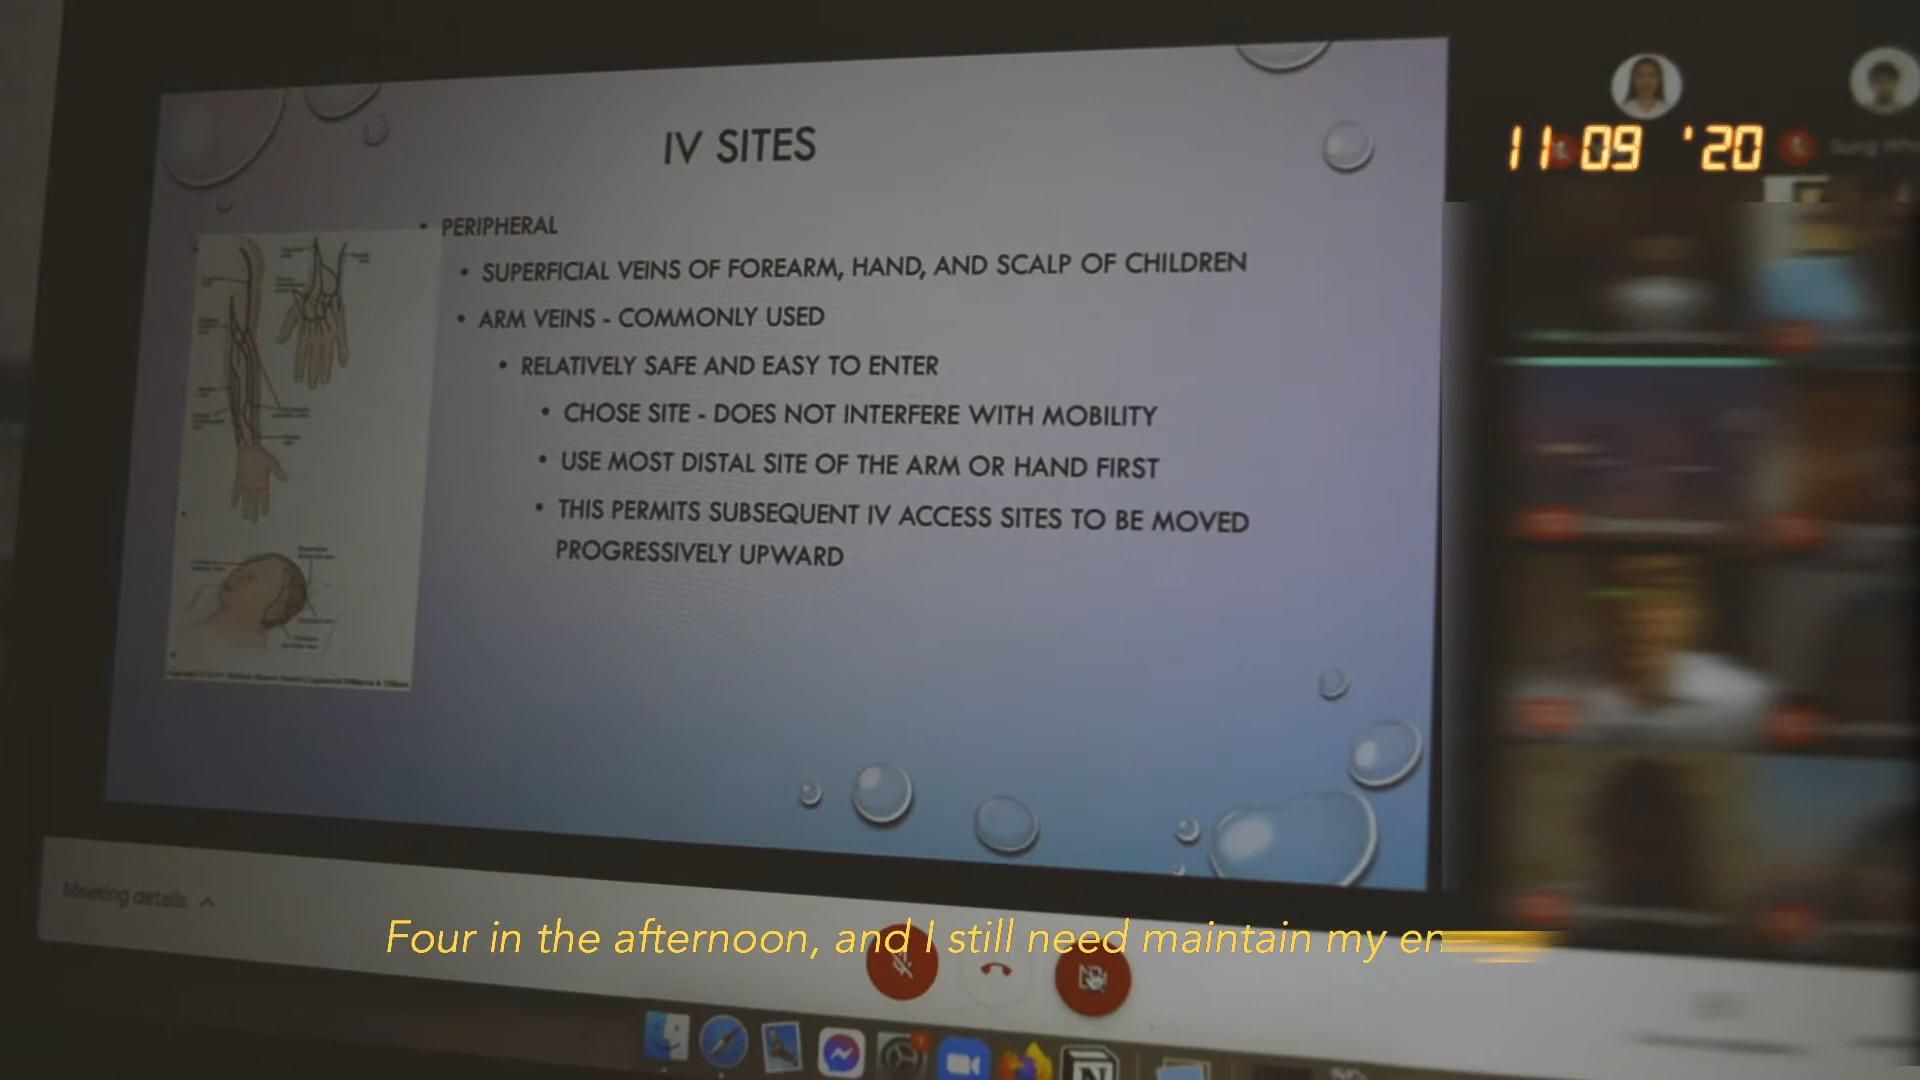 IV SITES
11 09 '20
• PERIPHERAL
• SUPERFICIAL VEINS OF FOREARM, HAND, AND SCALP OF CHILDREN
• ARM VEINS - COMMONLY USED
• RELATIVELY SAFE AND EASY TO ENTER
• CHOSE SITE - DOES NOT INTERFERE WITH MOBILITY
• USE MOST DISTAL SITE OF THE ARM OR HAND FIRST
• THIS PERMITS SUBSEQUENT IV ACCESS SITES TO BE MOVED
PROGRESSIVELY UPWARD
Meeting details
Four in the afternoon, and I still need maintain my